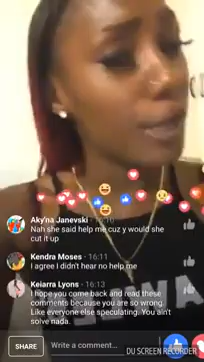 Aky'na Janevski · 16:10
Nah she said help me cuz y would she
cut it up
Kendra Moses · 16:11
I agree I didn't hear no help me
Keiarra Lyons · 16:13
I hope you come back and read these
comments because you are so wrong.
Like everyone else speculating. You ain't
solve nada.
SHARE
Write a comment...
DU SCREEN RECORDER